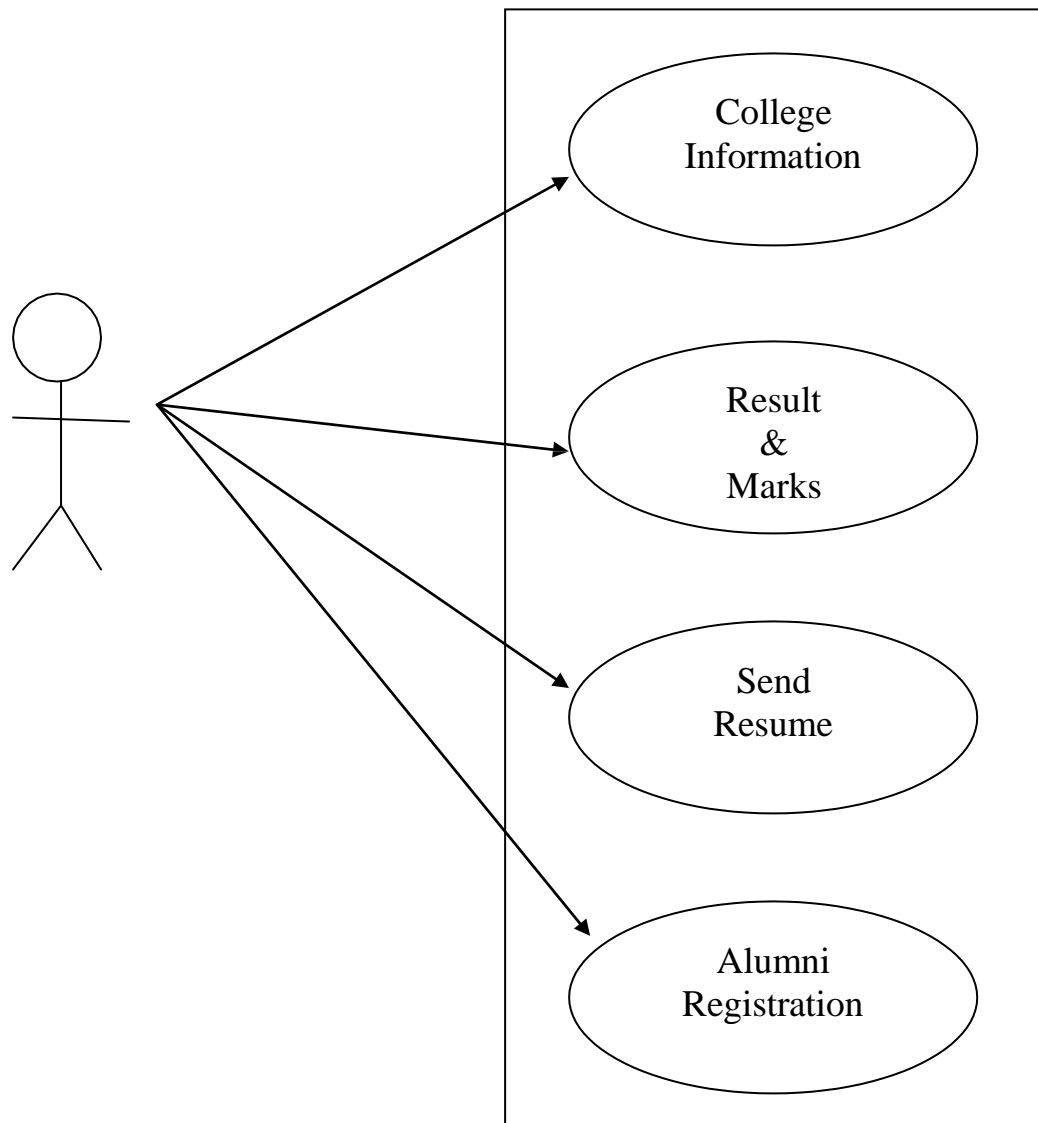 College
Information
Result
&
Marks
Send
Resume
Alumni
Registration